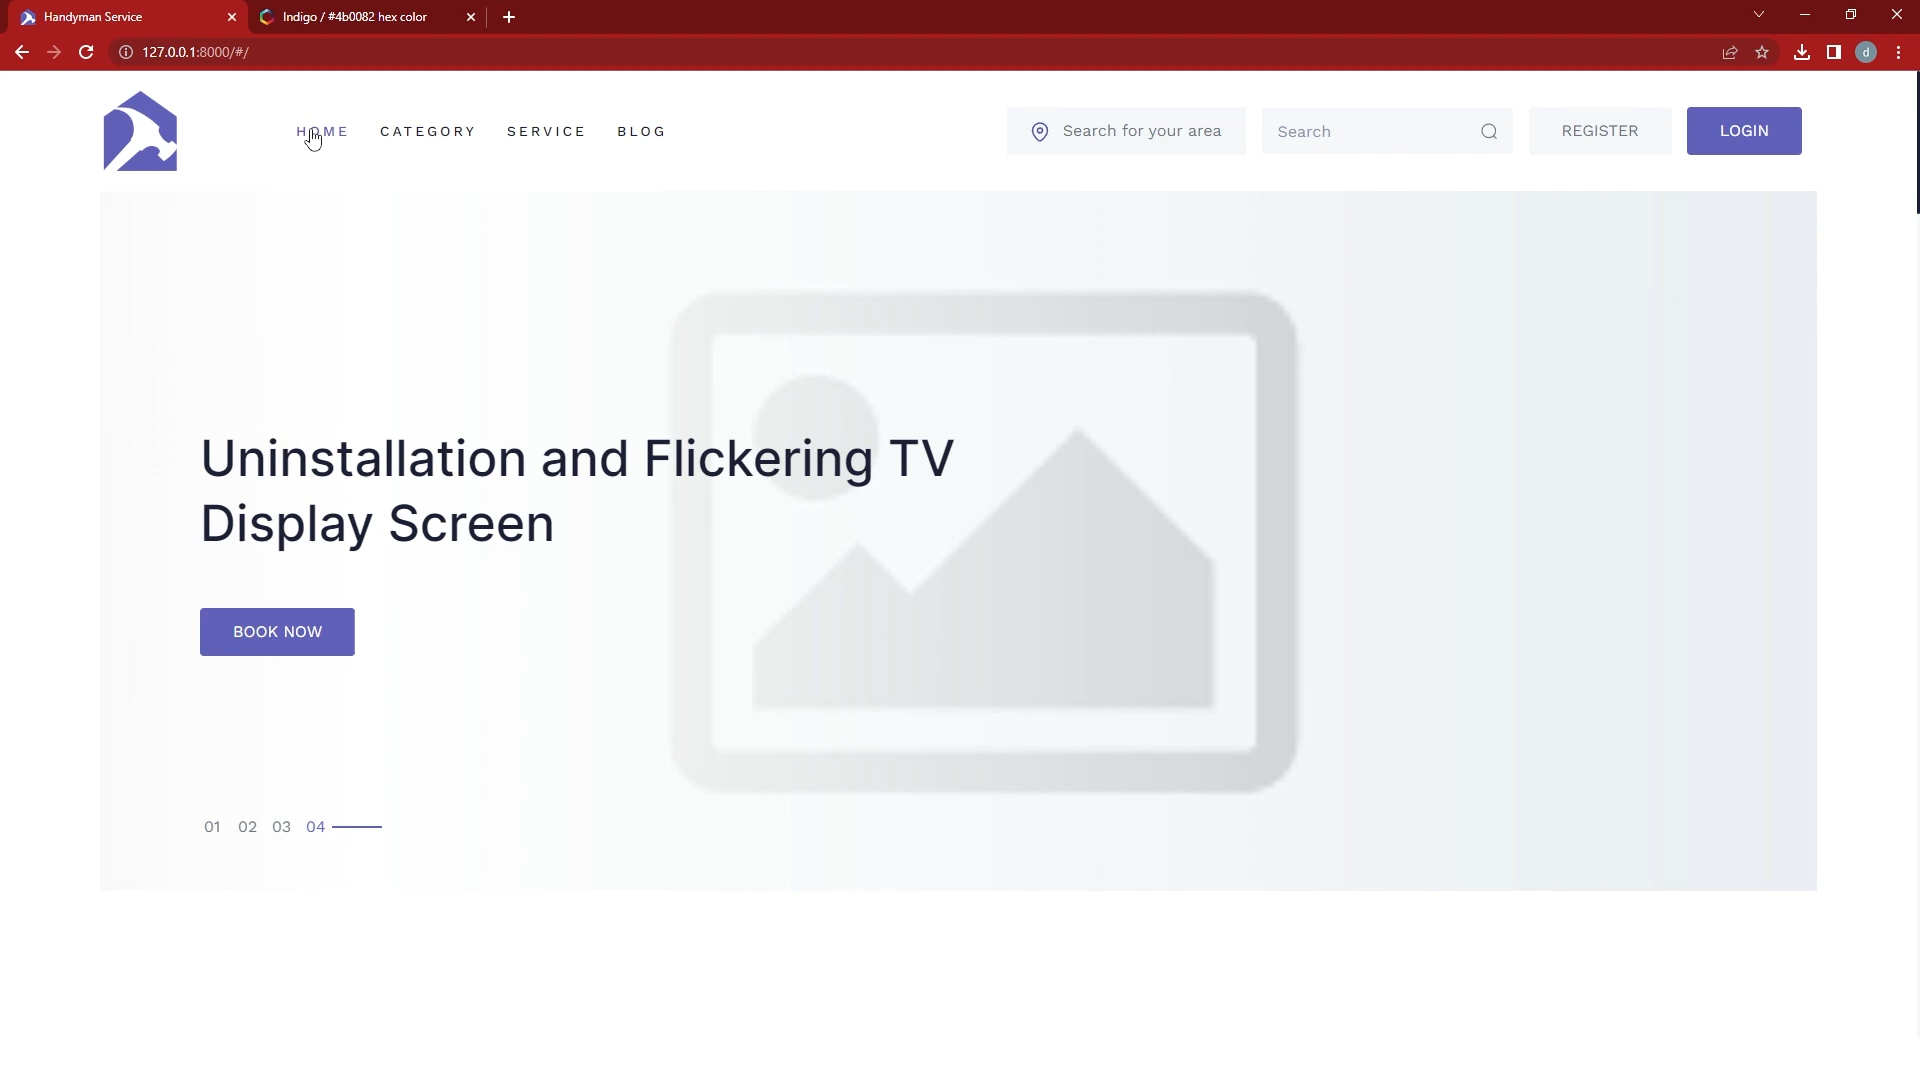 Handyman Service
Indigo / #4b0082 hex color
127.0.0.1:8000/#/
d
HOME
CATEGORY
SERVICE
BLOG
Search for your area
Search
REGISTER
LOGIN
Uninstallation and Flickering TV
Display Screen
BOOK NOW
01 02 03 04